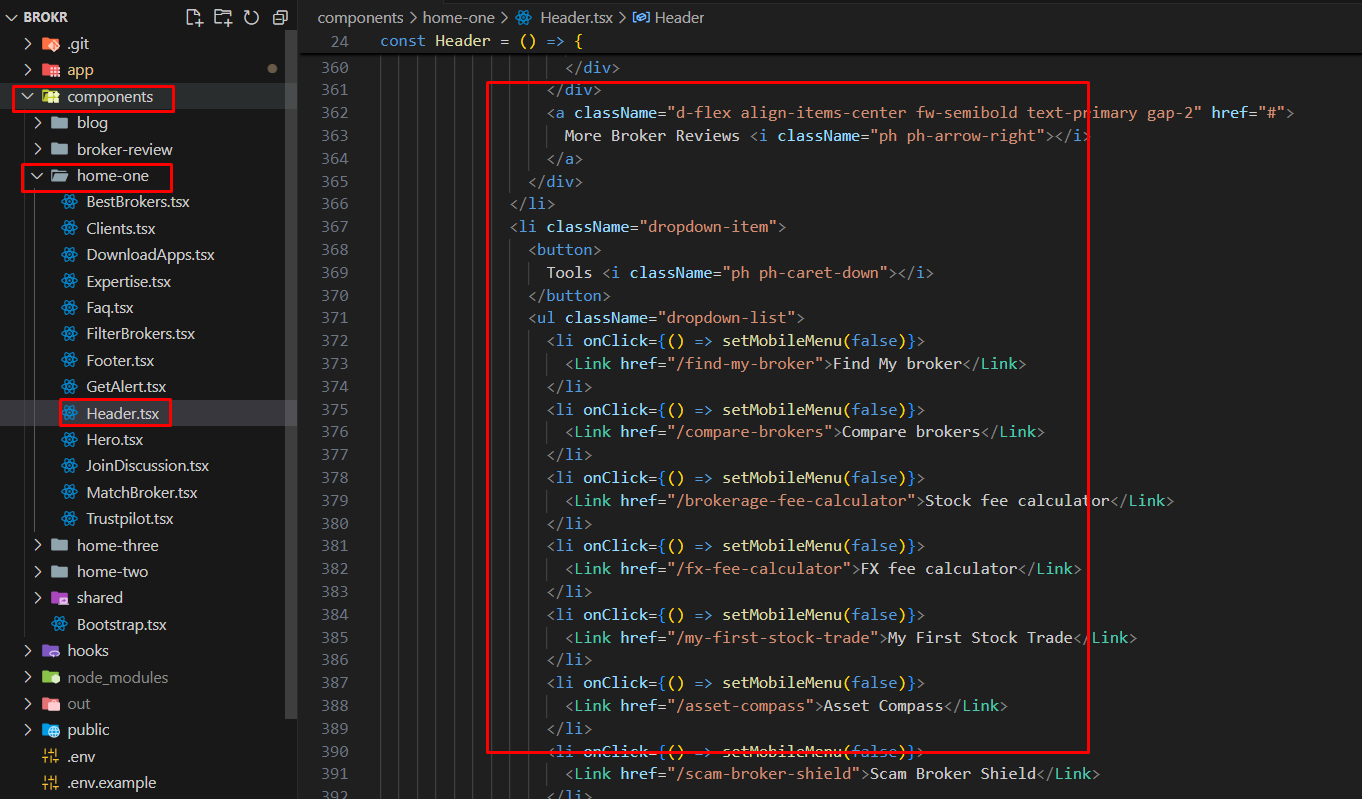 BROKR
.git
app
components
blog
broker-review
home-one
BestBrokers.tsx
Clients.tsx
DownloadApps.tsx
Expertise.tsx
Faq.tsx
FilterBrokers.tsx
Footer.tsx
GetAlert.tsx
Header.tsx
Hero.tsx
JoinDiscussion.tsx
MatchBroker.tsx
Trustpilot.tsx
home-three
home-two
shared
Bootstrap.tsx
hooks
node_modules
out
public
.env
.env.example
components > home-one > Header.tsx > Header
24 const Header = () => {
360 </div>
361 </div>
362 <a className="d-flex align-items-center fw-semibold text-primary gap-2" href="#">
363 More Broker Reviews <i className="ph ph-arrow-right"></i>
364 </a>
365 </div>
366 </li>
367 <li className="dropdown-item">
368 <button>
369 Tools <i className="ph ph-caret-down"></i>
370 </button>
371 <ul className="dropdown-list">
372 <li onClick={() => setMobileMenu(false)}>
373 <Link href="/find-my-broker">Find My broker</Link>
374 </li>
375 <li onClick={() => setMobileMenu(false)}>
376 <Link href="/compare-brokers">Compare brokers</Link>
377 </li>
378 <li onClick={() => setMobileMenu(false)}>
379 <Link href="/brokerage-fee-calculator">Stock fee calculator</Link>
380 </li>
381 <li onClick={() => setMobileMenu(false)}>
382 <Link href="/fx-fee-calculator">FX fee calculator</Link>
383 </li>
384 <li onClick={() => setMobileMenu(false)}>
385 <Link href="/my-first-stock-trade">My First Stock Trade</Link>
386 </li>
387 <li onClick={() => setMobileMenu(false)}>
388 <Link href="/asset-compass">Asset Compass</Link>
389 </li>
390 <li onClick={() => setMobileMenu(false)}>
391 <Link href="/scam-broker-shield">Scam Broker Shield</Link>
392 </li>